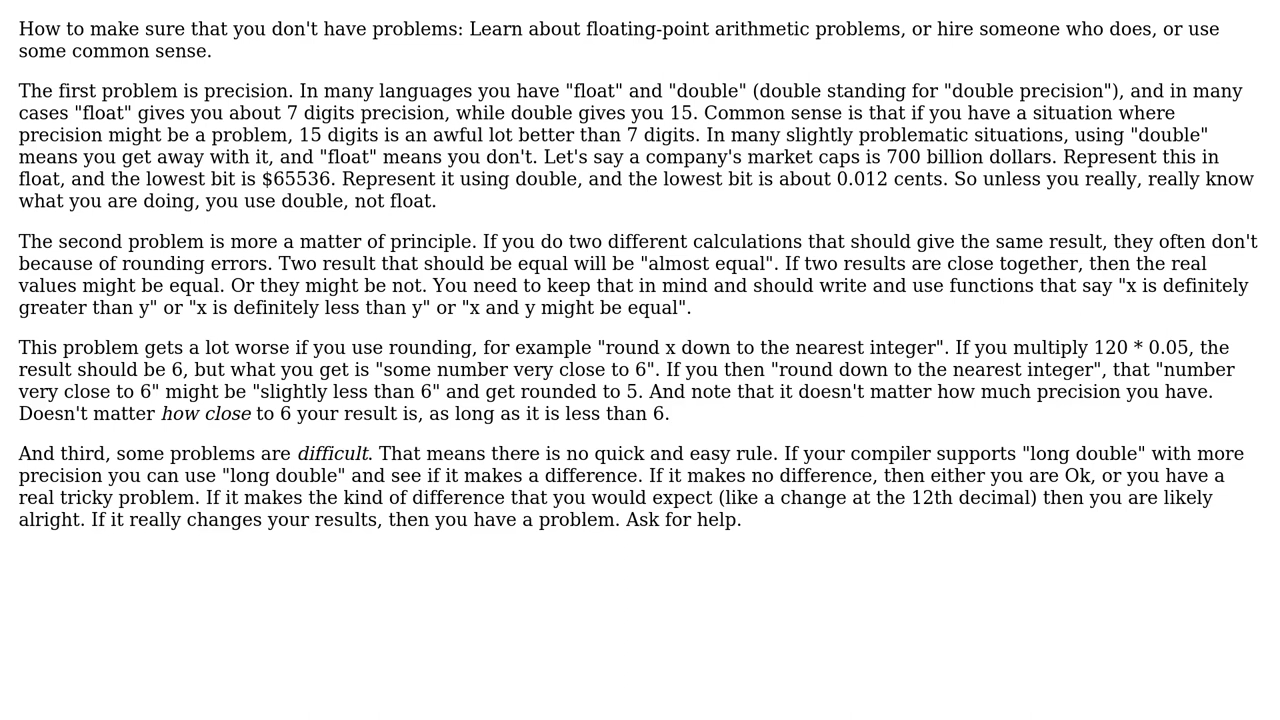 How to make sure that you don't have problems: Learn about floating-point arithmetic problems, or hire someone who does, or use
some common sense.
The first problem is precision. In many languages you have "float" and "double" (double standing for "double precision"), and in many
cases "float" gives you about 7 digits precision, while double gives you 15. Common sense is that if you have a situation where
precision might be a problem, 15 digits is an awful lot better than 7 digits. In many slightly problematic situations, using "double"
means you get away with it, and "float" means you don't. Let's say a company's market caps is 700 billion dollars. Represent this in
float, and the lowest bit is $65536. Represent it using double, and the lowest bit is about 0.012 cents. So unless you really, really know
what you are doing, you use double, not float.
The second problem is more a matter of principle. If you do two different calculations that should give the same result, they often don't
because of rounding errors. Two result that should be equal will be "almost equal". If two results are close together, then the real
values might be equal. Or they might be not. You need to keep that in mind and should write and use functions that say "x is definitely
greater than y" or "x is definitely less than y" or "x and y might be equal".
This problem gets a lot worse if you use rounding, for example "round x down to the nearest integer". If you multiply 120 * 0.05, the
result should be 6, but what you get is "some number very close to 6". If you then "round down to the nearest integer", that "number
very close to 6" might be "slightly less than 6" and get rounded to 5. And note that it doesn't matter how much precision you have.
Doesn't matter how close to 6 your result is, as long as it is less than 6.
And third, some problems are difficult. That means there is no quick and easy rule. If your compiler supports "long double" with more
precision you can use "long double" and see if it makes a difference. If it makes no difference, then either you are Ok, or you have a
real tricky problem. If it makes the kind of difference that you would expect (like a change at the 12th decimal) then you are likely
alright. If it really changes your results, then you have a problem. Ask for help.